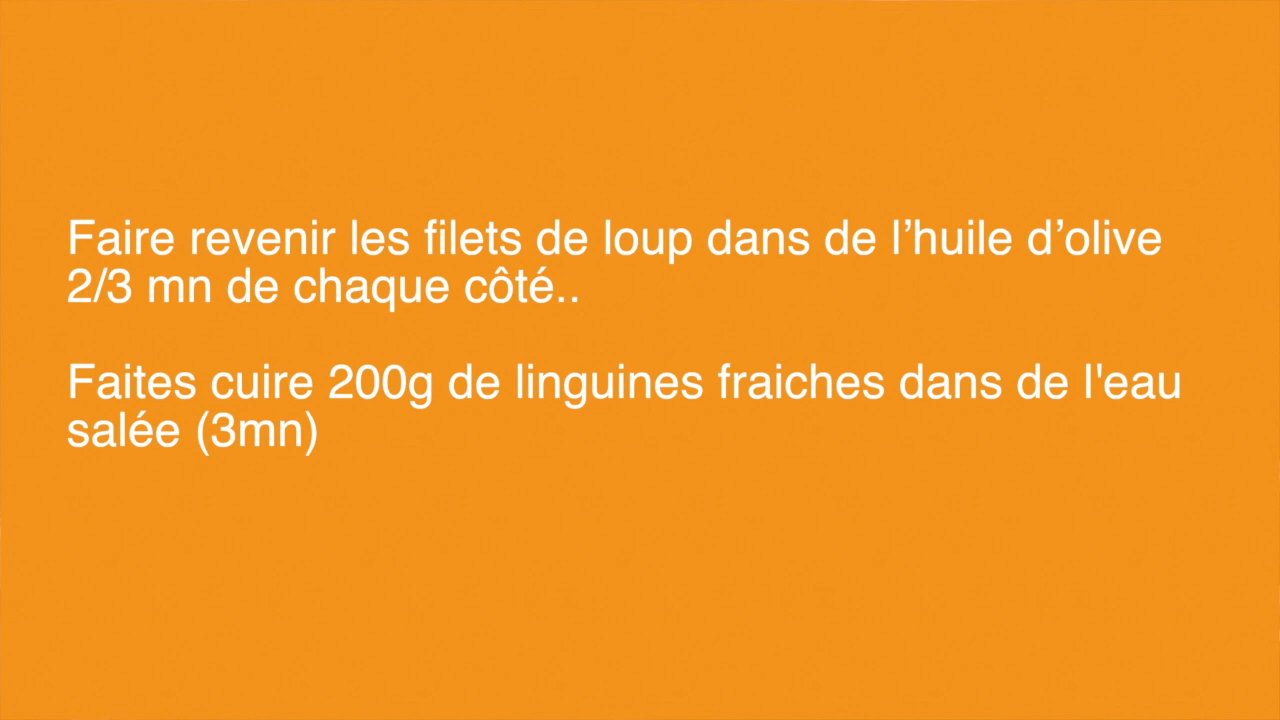 Faire revenir les filets de loup dans de l’huile d’olive
2/3 mn de chaque côté..
Faites cuire 200g de linguines fraiches dans de l'eau
salée (3mn)